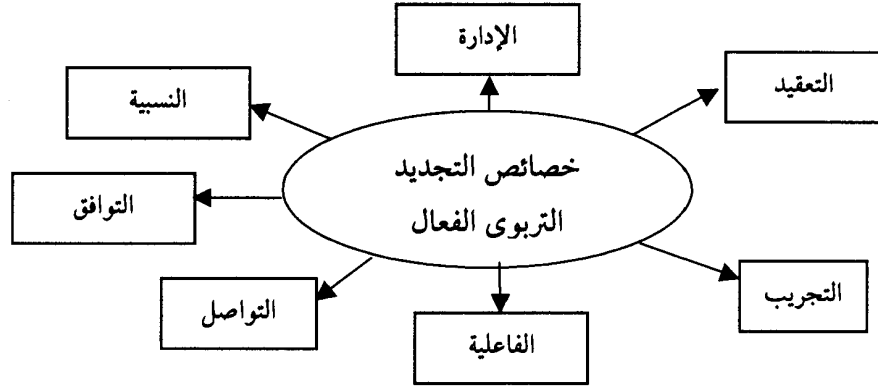 الإدارة
التعقيد
النسبية
خصائص التجديد
التربوى الفعال
التوافق
التجريب
التواصل
الفاعلية